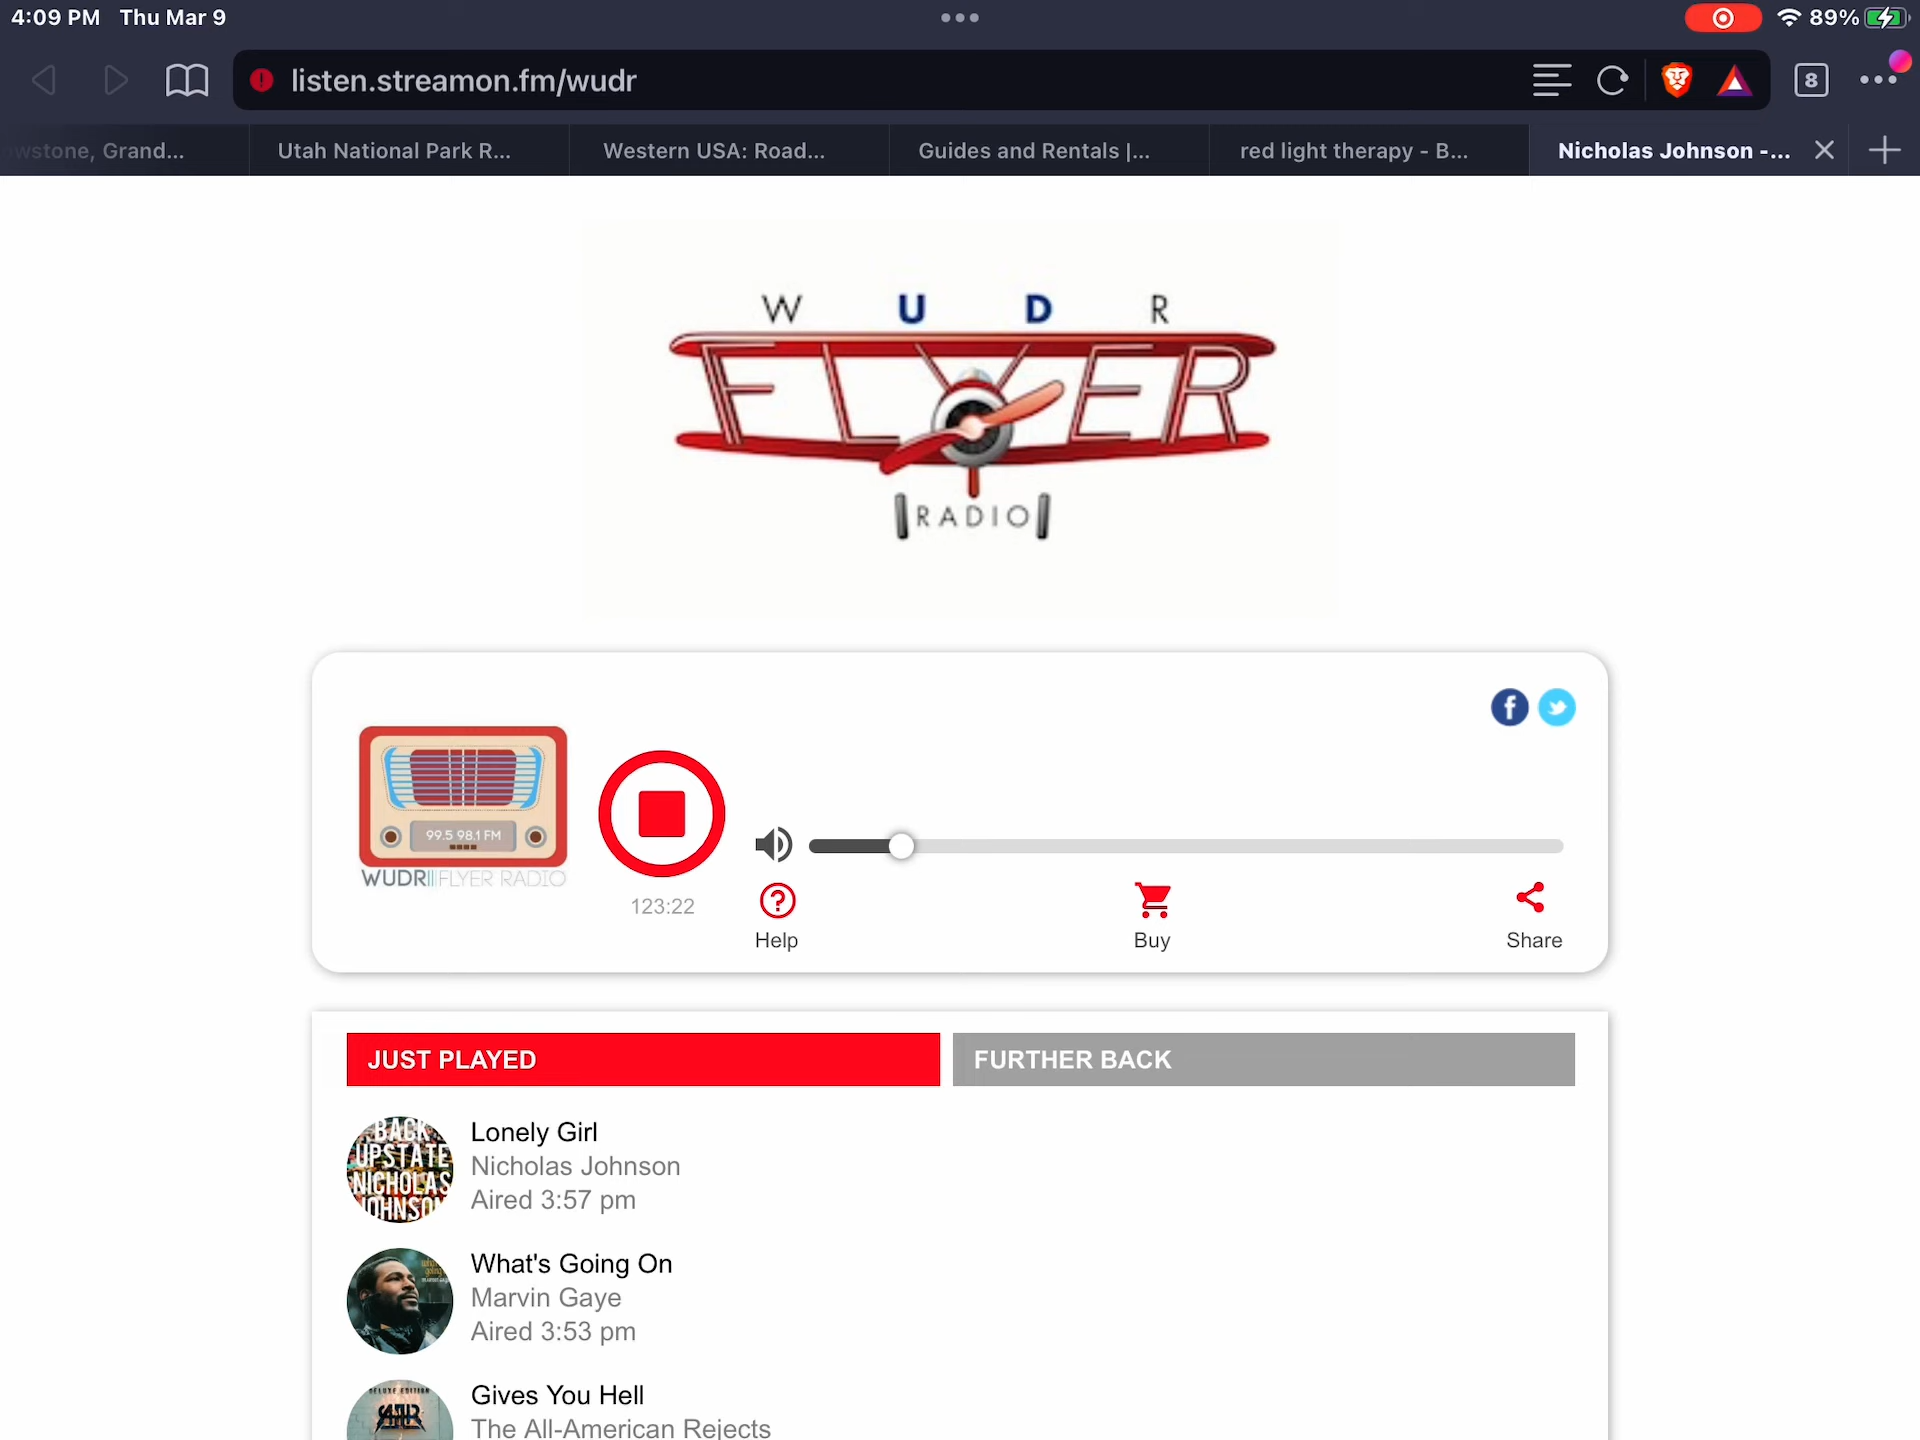 4:09 PM Thu Mar 9
89%
listen.streamon.fm/wudr
8
wstone, Grand...
Utah National Park R...
Western USA: Road...
Guides and Rentals |...
red light therapy - B...
Nicholas Johnson -...
W U D R
FLYER
RADIO
99.5 98.1 FM
WUDR FLYER RADIO
123:22
Help
Buy
Share
JUST PLAYED
FURTHER BACK
BACK
UPSTATE
NICHOLAS
JOHNSON
Lonely Girl
Nicholas Johnson
Aired 3:57 pm
What's Going On
Marvin Gaye
Aired 3:53 pm
DELUXE EDITION
Gives You Hell
The All-American Rejects